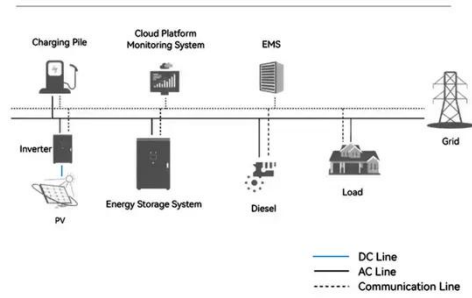 Charging Pile
Cloud Platform
Monitoring System
EMS
Grid
Inverter
PV
Energy Storage System
Diesel
Load
DC Line
AC Line
Communication Line